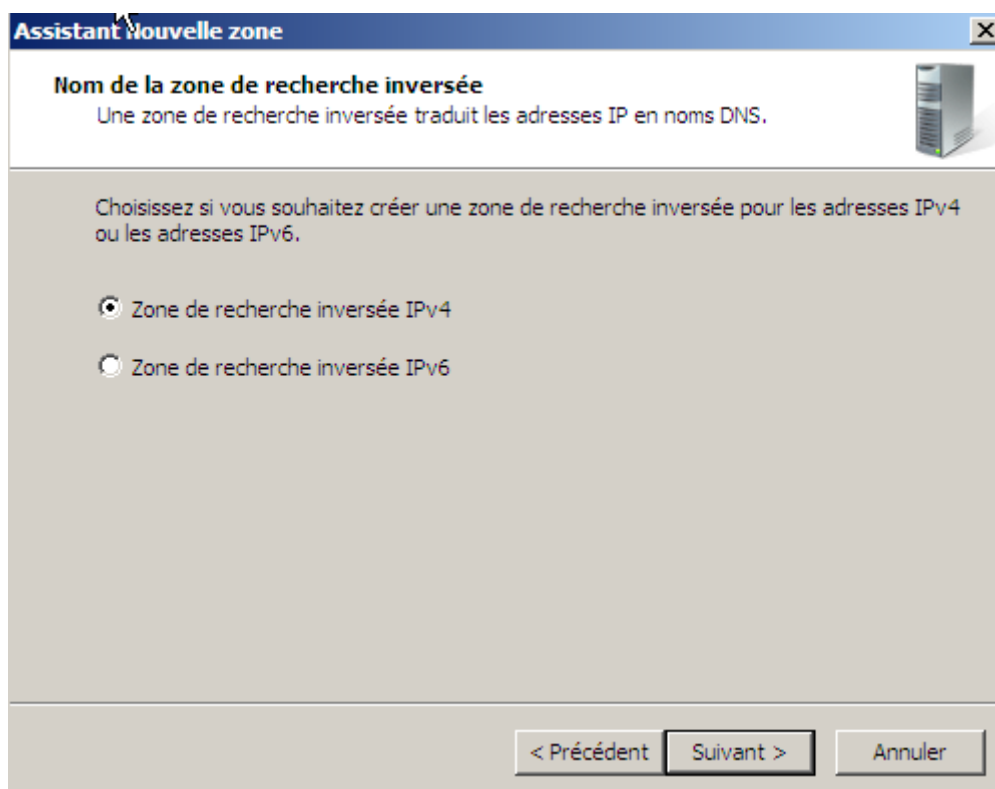 Assistant Nouvelle zone
Nom de la zone de recherche inversée
Une zone de recherche inversée traduit les adresses IP en noms DNS.
Choisissez si vous souhaitez créer une zone de recherche inversée pour les adresses IPv4
ou les adresses IPv6.
Zone de recherche inversée IPv4
Zone de recherche inversée IPv6
< Précédent Suivant > Annuler